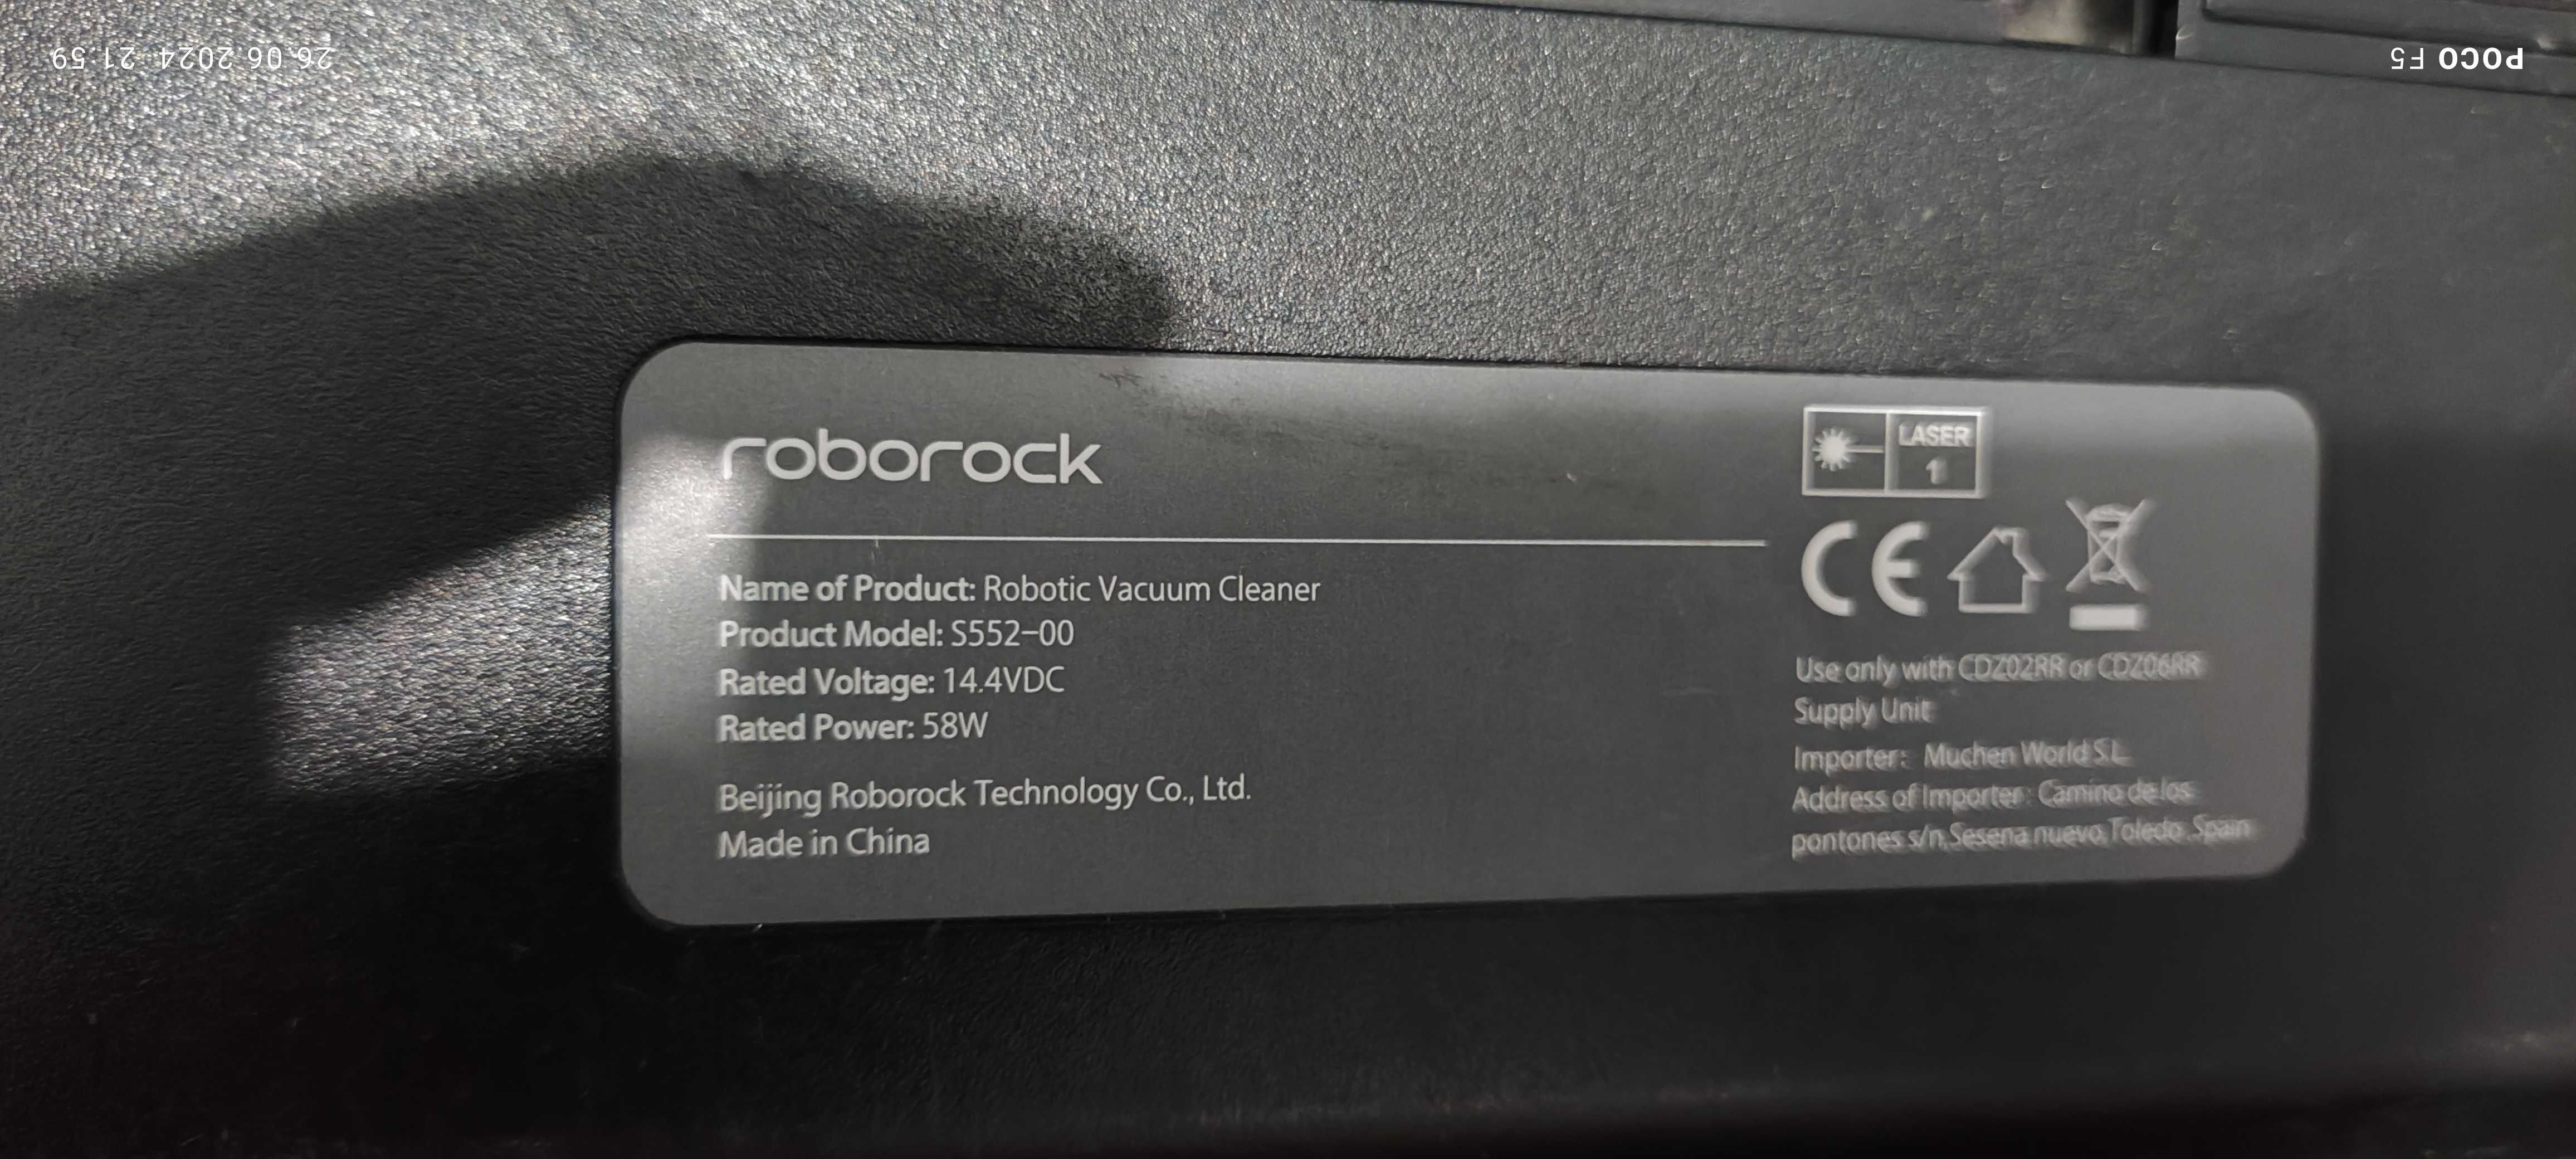 roborock
Name of Product: Robotic Vacuum Cleaner
Product Model: S552-00
Rated Voltage: 14.4VDC
Rated Power: 58W
Beijing Roborock Technology Co., Ltd.
Made in China
LASER
1
CE
Use only with CDZ02RR or CDZ06RR
Supply Unit
Importer: Muchen World S.L.
Address of Importer: Camino de los
pontones s/n,Sesena nuevo,Toledo ,Spain
POCO F5
26.06.2024 21:59